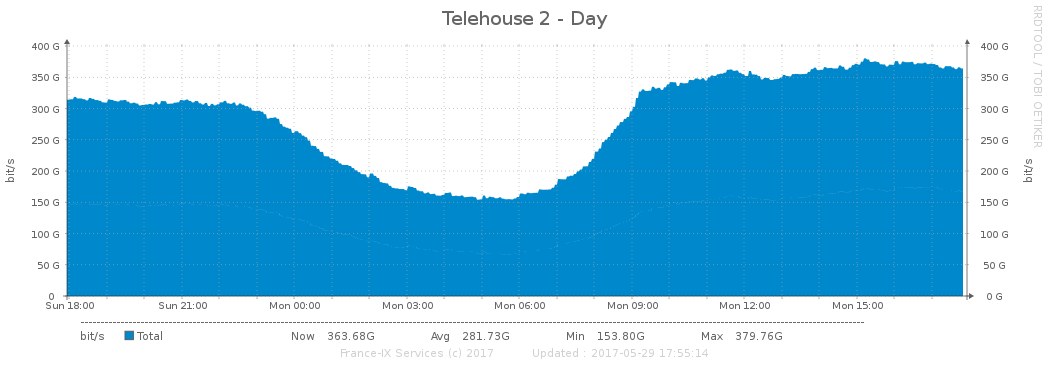 Telehouse 2 - Day
RRDTOOL / TOBI OETIKER
bit/s
bit/s
400 G 400 G
350 G 350 G
300 G 300 G
250 G 250 G
200 G 200 G
150 G 150 G
100 G 100 G
50 G 50 G
0 0 G
Sun 18:00 Sun 21:00 Mon 00:00 Mon 03:00 Mon 06:00 Mon 09:00 Mon 12:00 Mon 15:00
bit/s Total Now 363.68G Avg 281.73G Min 153.80G Max 379.76G
France-IX Services (c) 2017 Updated : 2017-05-29 17:55:14